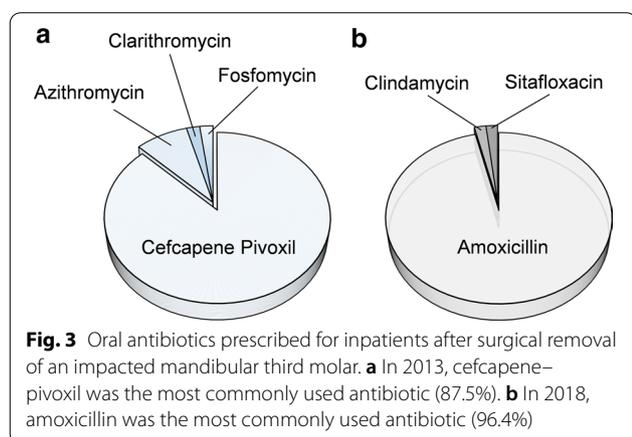 a
b
Clarithromycin
Fosfomycin
Azithromycin
Clindamycin
Sitafloxacin
Cefcapene Pivoxil
Amoxicillin
Fig. 3 Oral antibiotics prescribed for inpatients after surgical removal
of an impacted mandibular third molar. a In 2013, cefcapene–
pivoxil was the most commonly used antibiotic (87.5%). b In 2018,
amoxicillin was the most commonly used antibiotic (96.4%)